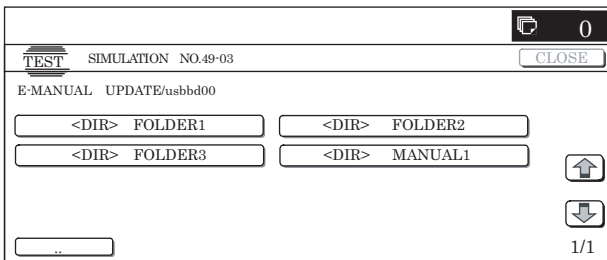 0
TEST SIMULATION NO.49-03 CLOSE
E-MANUAL UPDATE/usbbd00
<DIR> FOLDER1 <DIR> FOLDER2
<DIR> FOLDER3 <DIR> MANUAL1
.. 1/1